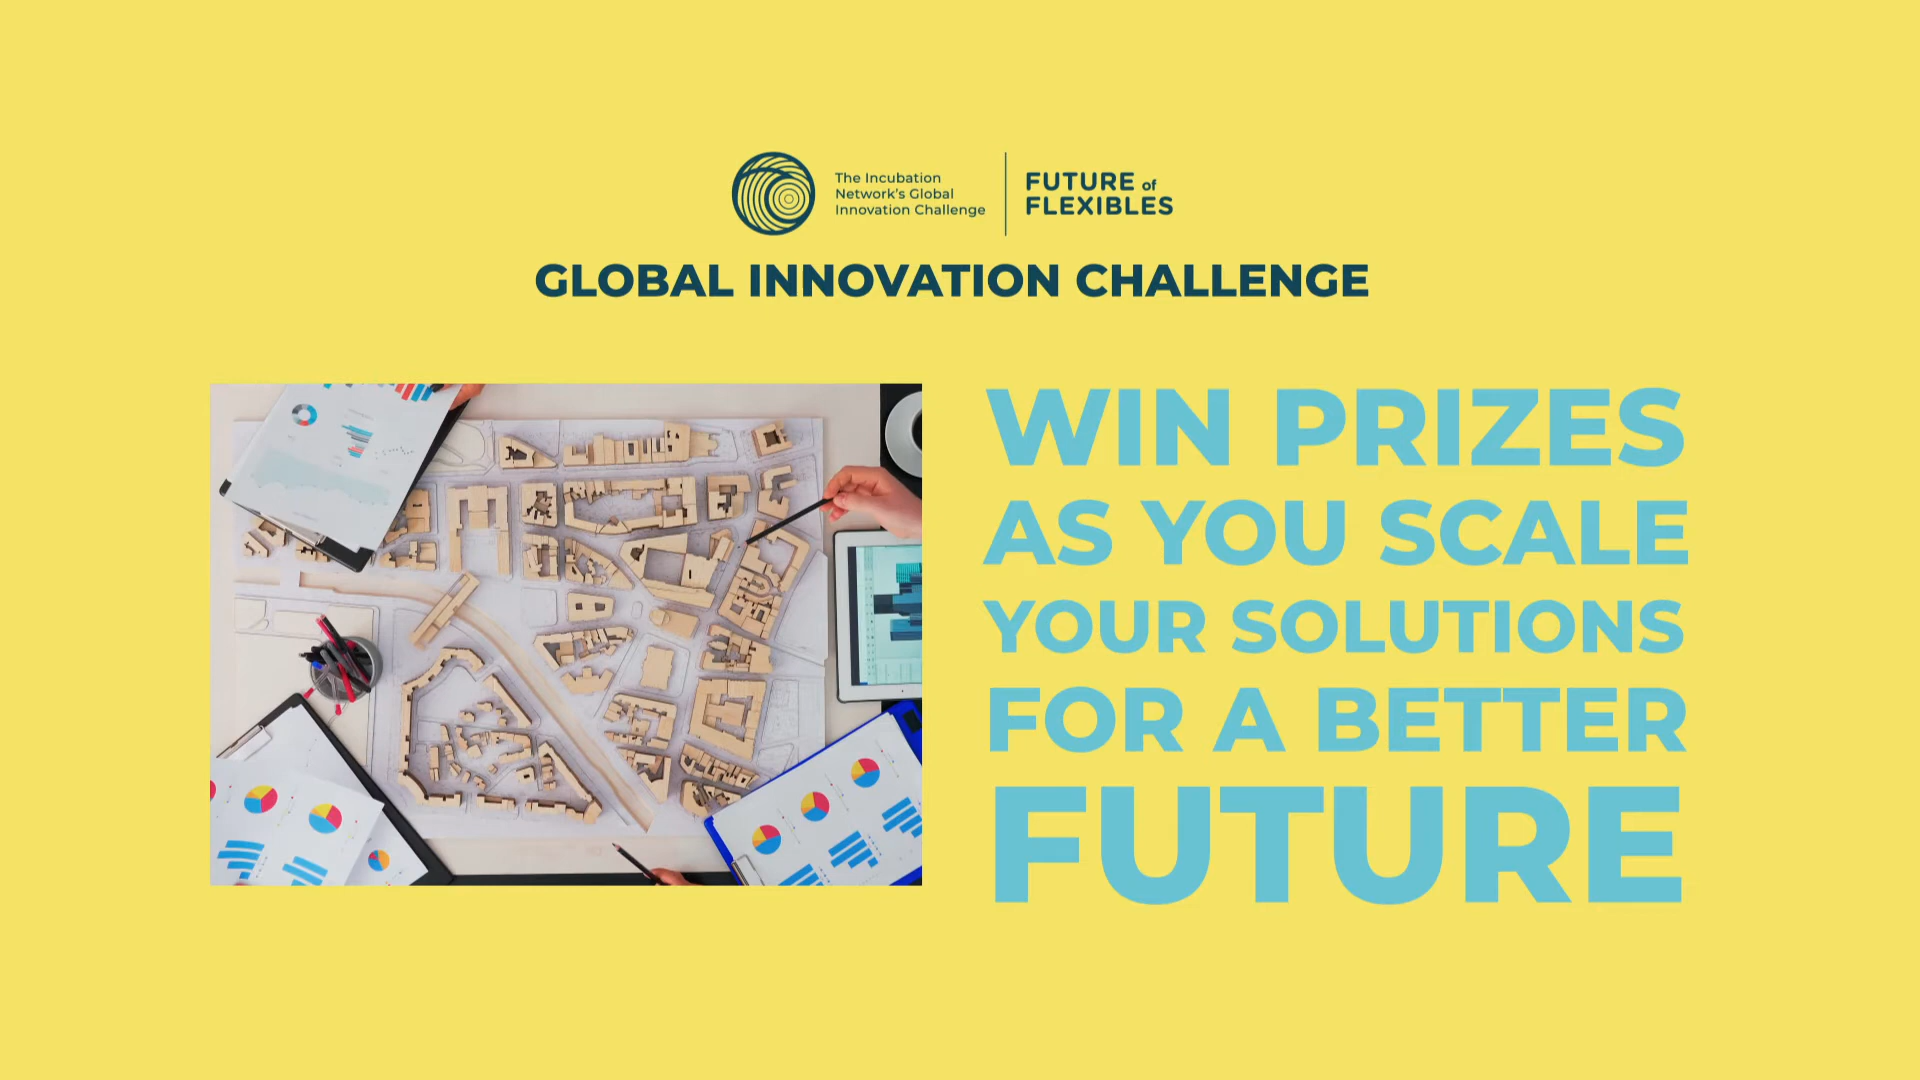 The Incubation
Network's Global
Innovation Challenge
FUTURE of
FLEXIBLES
GLOBAL INNOVATION CHALLENGE
WIN PRIZES
AS YOU SCALE
YOUR SOLUTIONS
FOR A BETTER
FUTURE